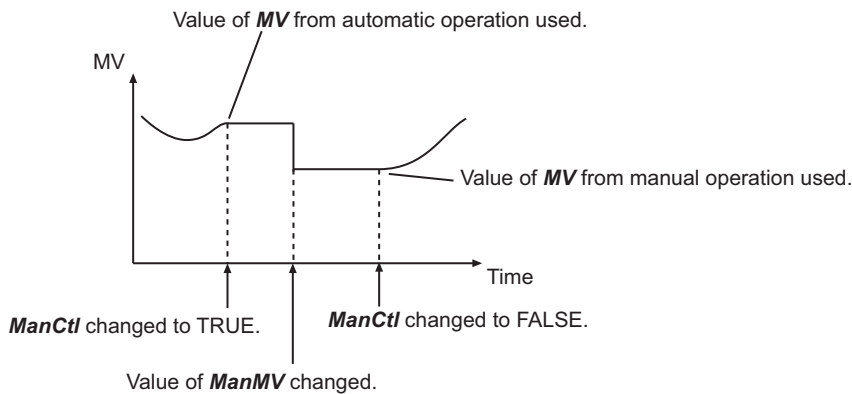 Value of MV from automatic operation used.
MV
Value of MV from manual operation used.
Time
ManCtl changed to TRUE.
ManCtl changed to FALSE.
Value of ManMV changed.